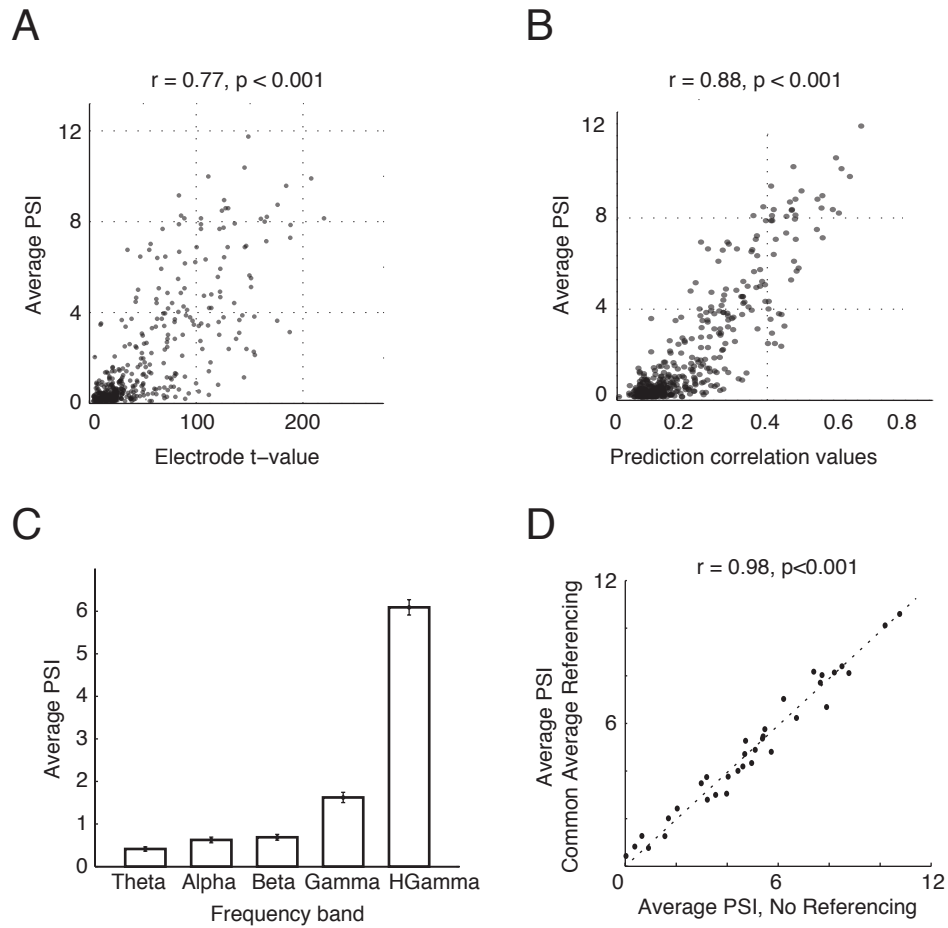 A
r = 0.77, p < 0.001
Average PSI
12
8
4
0
0 100 200
Electrode t−value
B
r = 0.88, p < 0.001
Average PSI
12
8
4
0
0 0.2 0.4 0.6 0.8
Prediction correlation values
C
Average PSI
6
5
4
3
2
1
0
Theta Alpha Beta Gamma HGamma
Frequency band
D
r = 0.98, p<0.001
Average PSI
Common Average Referencing
12
6
0 6 12
Average PSI, No Referencing